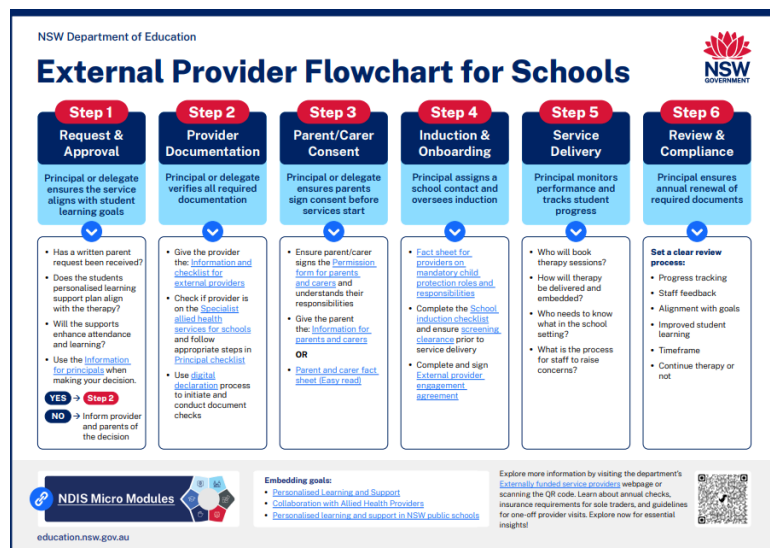 NSW Department of Education
External Provider Flowchart for Schools
NSW
GOVERNMENT
Step 1
Request &
Approval
Principal or delegate
ensures the service
aligns with student
learning goals
• Has a written parent
request been received?
• Does the students
personalised learning
support plan align
with the therapy?
• Will the supports
enhance attendance
and learning?
• Use the Information
for principals when
making your decision.
YES → Step 2
NO → Inform provider
and parents of
the decision
Step 2
Provider
Documentation
Principal or delegate
verifies all required
documentation
• Give the provider
the: Information and
checklist for
external providers
• Check if provider is
on the Specialist
allied health
services for schools
and follow
appropriate steps in
Principal checklist
• Use digital
declaration process
to initiate and
conduct document
checks
Step 3
Parent/Carer
Consent
Principal or delegate
ensures parents
sign consent before
services start
• Ensure parent/carer
signs the Permission
form for parents
and carers and
understands their
responsibilities
• Give the parent
the: Information for
parents and carers
OR
• Parent and carer fact
sheet (Easy read)
Step 4
Induction &
Onboarding
Principal assigns a
school contact and
oversees induction
• Fact sheet for
providers on
mandatory child
protection roles and
responsibilities
• Complete the School
induction checklist
and ensure screening
clearance prior to
service delivery
• Complete and sign
External provider
engagement
agreement
Step 5
Service
Delivery
Principal monitors
performance and
tracks student
progress
• Who will book
therapy sessions?
• How will therapy
be delivered and
embedded?
• Who needs to know
what in the school
setting?
• What is the process
for staff to raise
concerns?
Step 6
Review &
Compliance
Principal ensures
annual renewal of
required documents
Set a clear review
process:
• Progress tracking
• Staff feedback
• Alignment with goals
• Improved student
learning
• Timeframe
• Continue therapy or
not
NDIS Micro Modules
Embedding goals:
• Personalised Learning and Support
• Collaboration with Allied Health Providers
• Personalised learning and support in NSW public schools
Explore more information by visiting the department's
Externally funded service providers webpage or
scanning the QR code. Learn about annual checks,
insurance requirements for sole traders, and guidelines
for one-off provider visits. Explore now for essential
insights!
education.nsw.gov.au